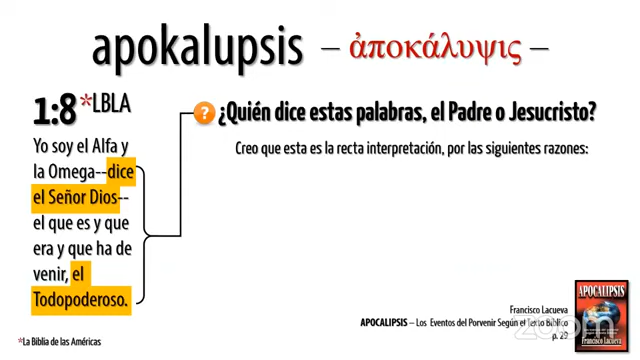 apokalupsis – ἀποκάλυψις –
1:8*LBLA
Yo soy el Alfa y
la Omega--dice
el Señor Dios--
el que es y que
era y que ha de
venir, el
Todopoderoso.
? ¿Quién dice estas palabras, el Padre o Jesucristo?
Creo que esta es la recta interpretación, por las siguientes razones:
Francisco Lacueva
APOCALIPSIS – Los Eventos del Porvenir Según el Texto Bíblico
p. 29
APOCALIPSIS
Francisco Lacueva
zoom
*La Biblia de las Américas